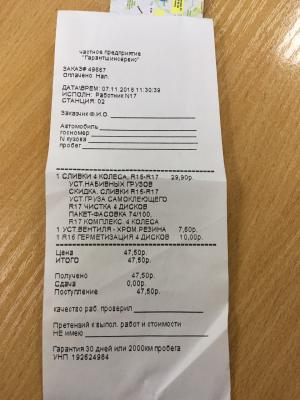 частное предприятие
"Гарантшинсервис"
ЗАКАЗ# 49567
Оплачено Нал.
ДАТА\ВРЕМ: 07.11.2016 11:30:39
ИСПОЛН: Работник N17
СТАНЦИЯ: 02
Заказчик Ф.И.О.
Автомобиль
госномер
N кузова
пробег
1 СЛИВКИ 4 КОЛЕСА, R15-R17 29,90р.
УСТ.НАБИВНЫХ ГРУЗОВ
СКИДКА, СЛИВКИ R15-R17
УСТ.ГРУЗА САМОКЛЕЮЩЕГО
R17 ЧИСТКА 4 ДИСКОВ
ПАКЕТ-ФАСОВКА 74/100,
R17 КОМПЛЕКС. 4 КОЛЕСА
1 УСТ.ВЕНТИЛЯ - ХРОМ.РЕЗИНА 7,60р.
1 R16 ГЕРМЕТИЗАЦИЯ 4 ДИСКОВ 10,00р.
Цена 47,50р.
ИТОГО 47,50р.
Получено 47,50р.
Сдача 0,00р.
Поступление 47,50р.
качество раб. проверил
Претензий к выпол. работ и стоимости
НЕ имею
Гарантия 30 дней или 2000км пробега
УНП 192624984